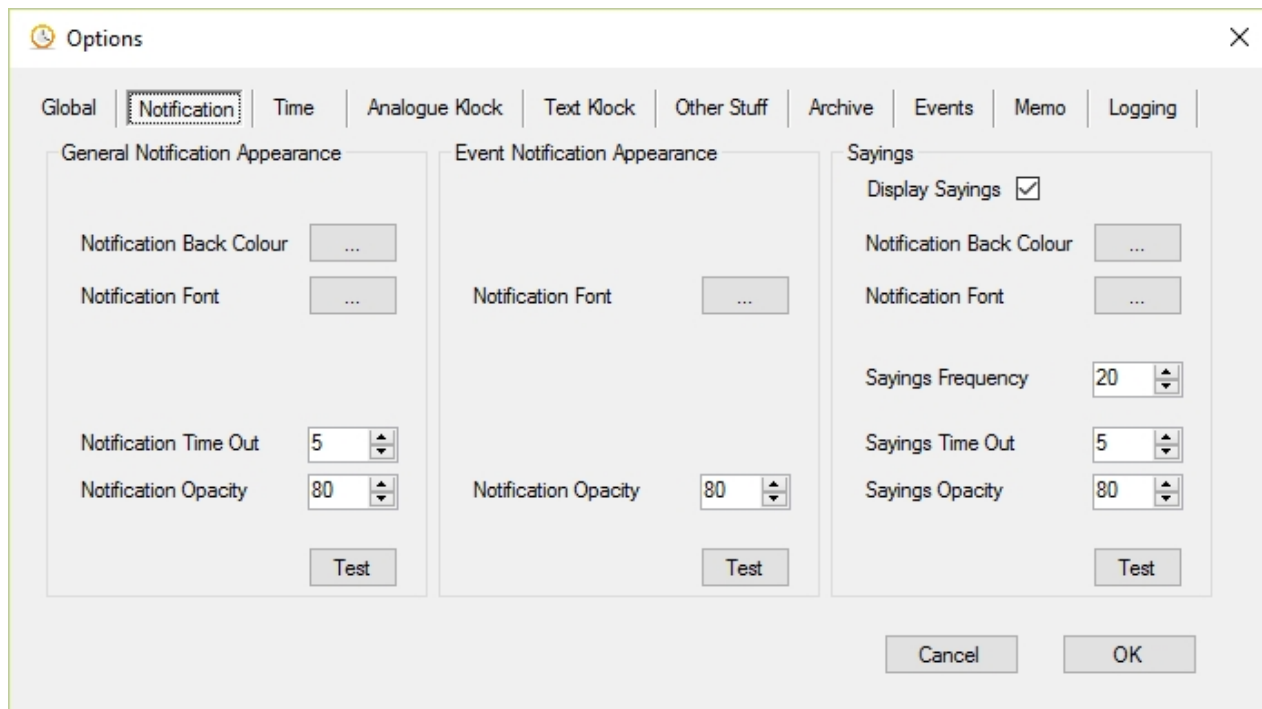 Options
Global Notification Time Analogue Klock Text Klock Other Stuff Archive Events Memo Logging
General Notification Appearance
Notification Back Colour ...
Notification Font ...
Notification Time Out 5
Notification Opacity 80
Test
Event Notification Appearance
Notification Font ...
Notification Opacity 80
Test
Sayings
Display Sayings
Notification Back Colour ...
Notification Font ...
Sayings Frequency 20
Sayings Time Out 5
Sayings Opacity 80
Test
Cancel OK